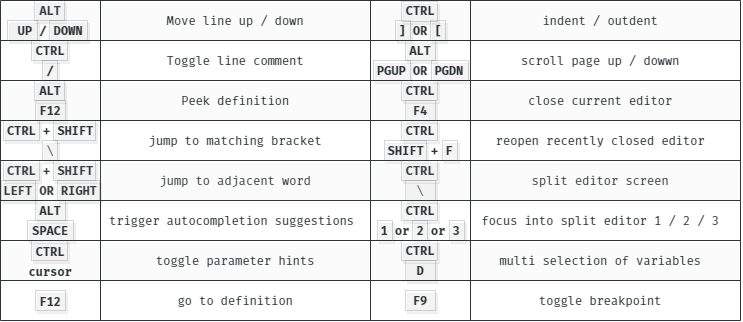 ALT
UP / DOWN
Move line up / down
CTRL
] OR [
indent / outdent
CTRL
/
Toggle line comment
ALT
PGUP OR PGDN
scroll page up / dowwn
ALT
F12
Peek definition
CTRL
F4
close current editor
CTRL + SHIFT
\
jump to matching bracket
CTRL
SHIFT + F
reopen recently closed editor
CTRL + SHIFT
LEFT OR RIGHT
jump to adjacent word
CTRL
\
split editor screen
ALT
SPACE
trigger autocompletion suggestions
CTRL
1 or 2 or 3
focus into split editor 1 / 2 / 3
CTRL
cursor
toggle parameter hints
CTRL
D
multi selection of variables
F12
go to definition
F9
toggle breakpoint